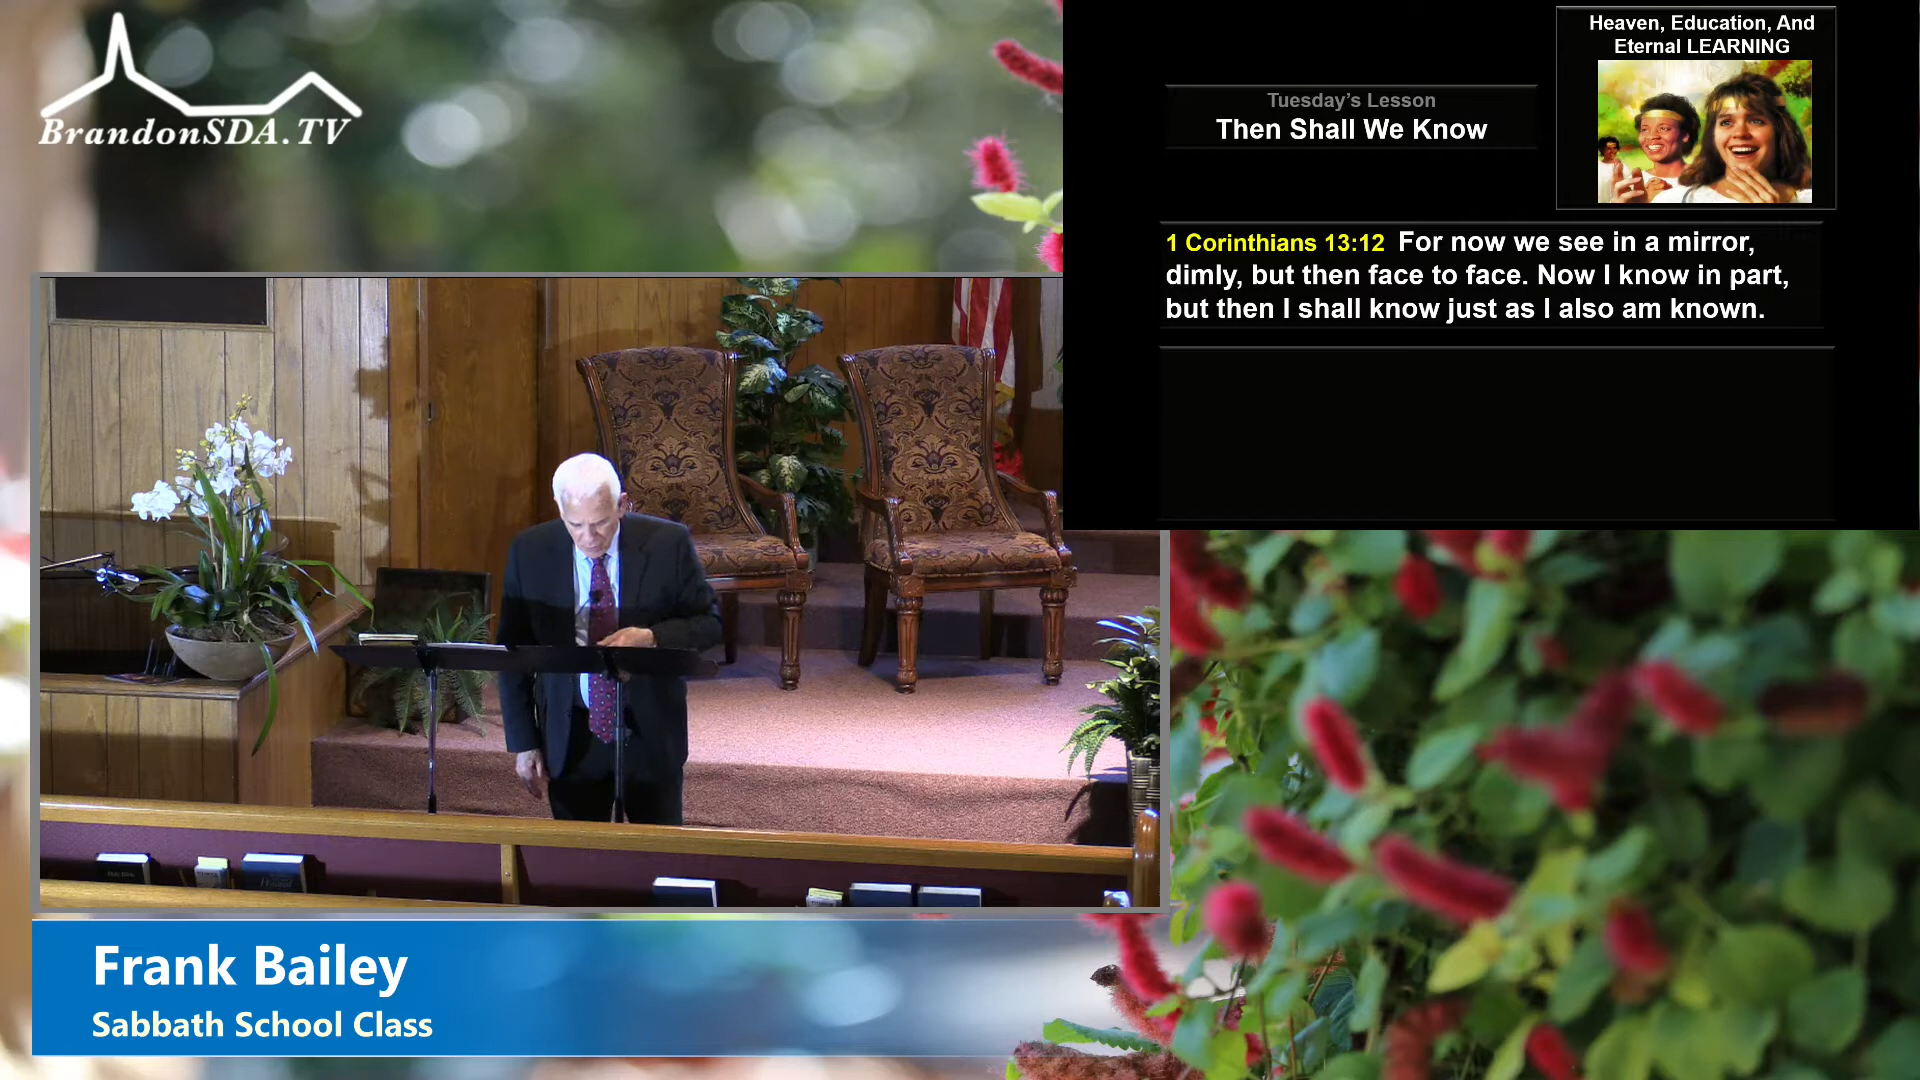 BrandonSDA.TV
Heaven, Education, And
Eternal LEARNING
Tuesday's Lesson
Then Shall We Know
1 Corinthians 13:12 For now we see in a mirror,
dimly, but then face to face. Now I know in part,
but then I shall know just as I also am known.
Frank Bailey
Sabbath School Class